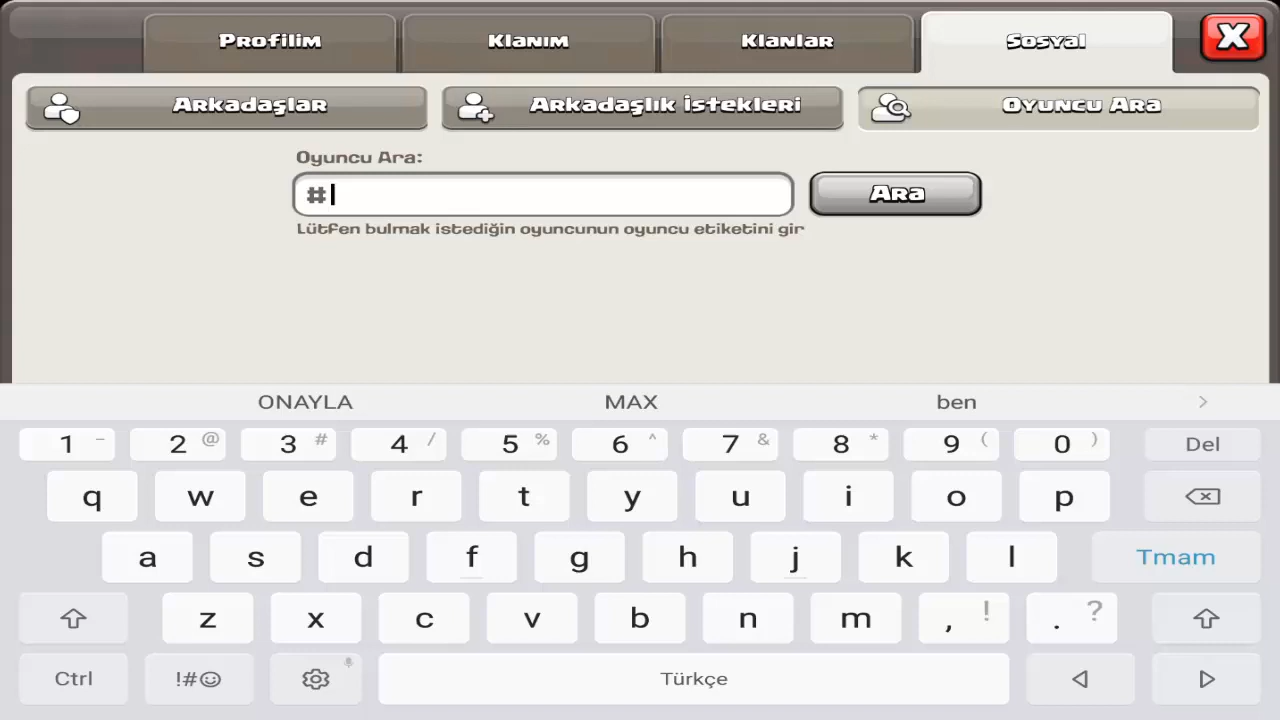 Profilim
Klanım
Klanlar
Sosyal
X
Arkadaşlar
Arkadaşlık İstekleri
Oyuncu Ara
Oyuncu Ara:
#
Ara
Lütfen bulmak istediğin oyuncunun oyuncu etiketini gir
ONAYLA MAX ben >
1 - 2 @ 3 # 4 / 5 % 6 ^ 7 & 8 * 9 ( 0 ) Del
q w e r t y u i o p
a s d f g h j k l Tmam
z x c v b n m , ! . ?
Ctrl !#☺ Türkçe